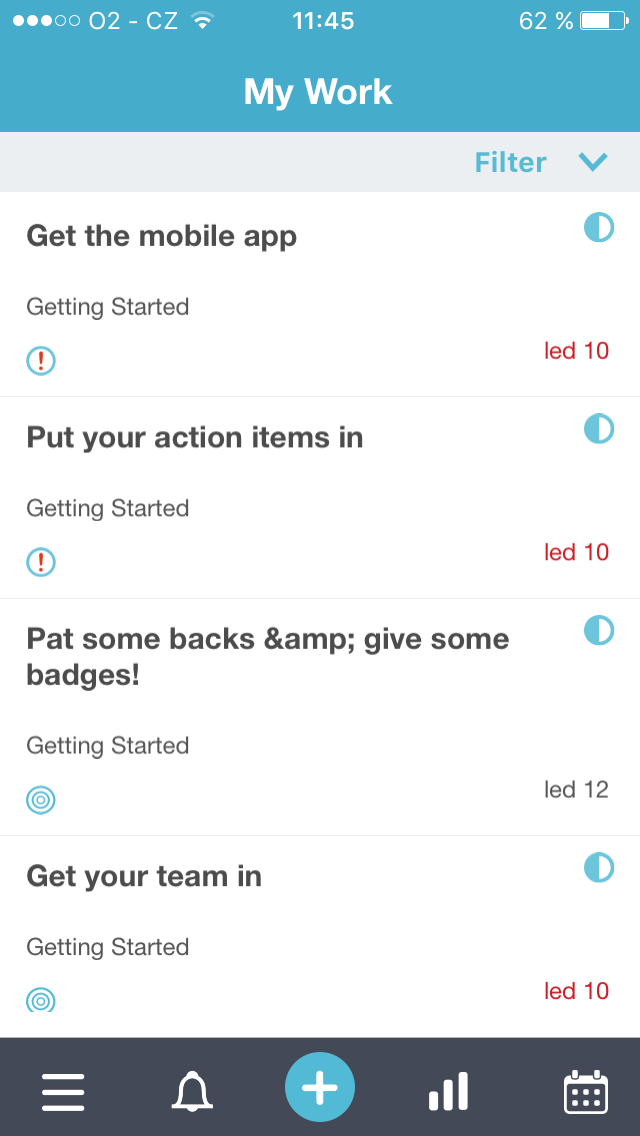 O2 - CZ 11:45 62 %
My Work
Filter
Get the mobile app
Getting Started
led 10
Put your action items in
Getting Started
led 10
Pat some backs &amp; give some
badges!
Getting Started
led 12
Get your team in
Getting Started
led 10